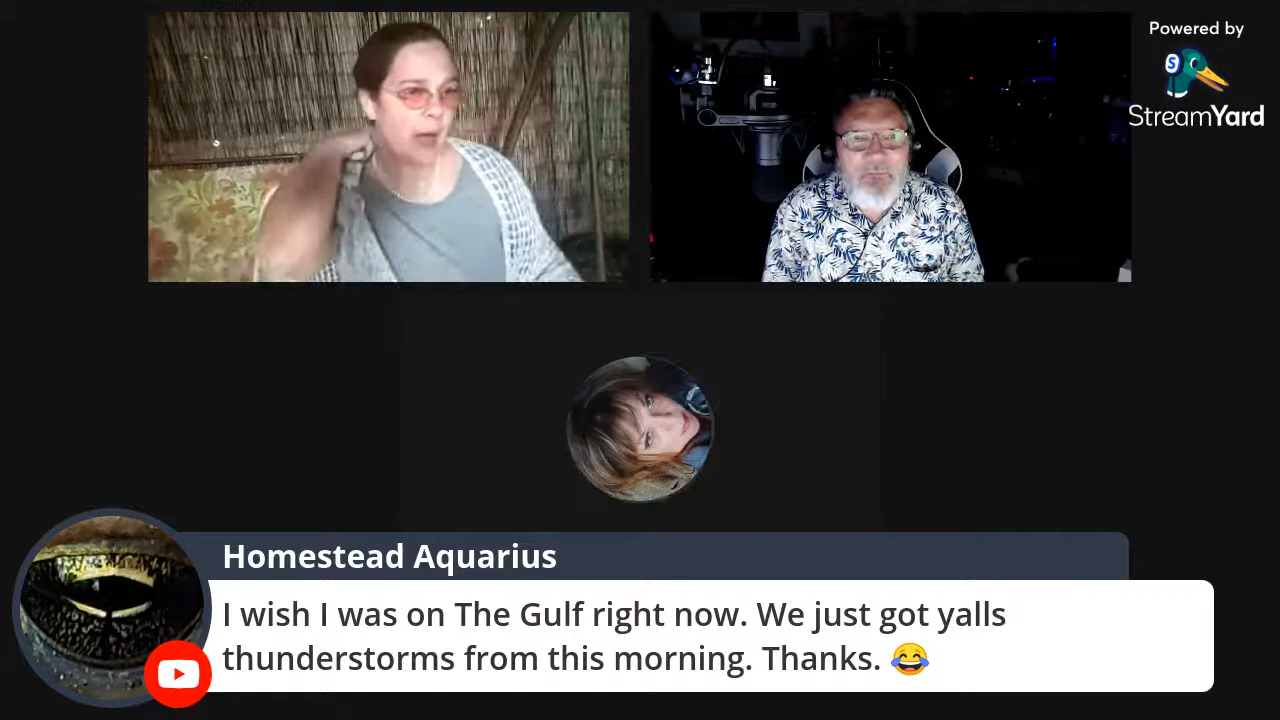 Powered by
StreamYard
Homestead Aquarius
I wish I was on The Gulf right now. We just got yalls
thunderstorms from this morning. Thanks. 😂